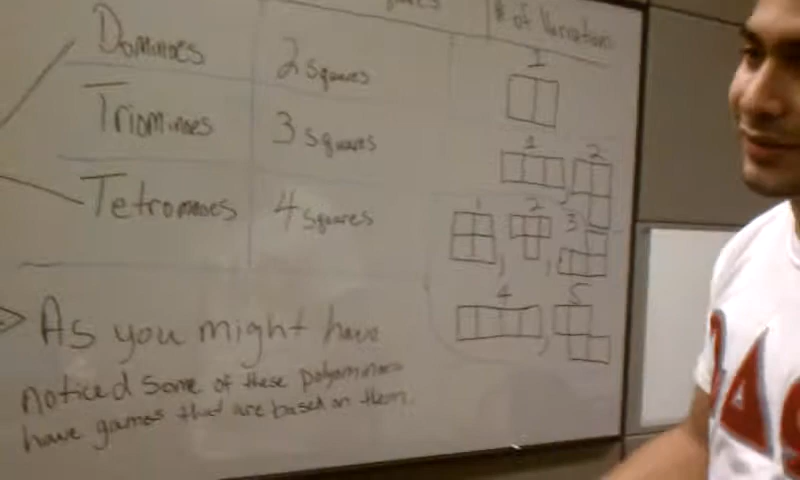 # of Variations
Dominoes 2 squares 1
Triominoes 3 squares 1 2
Tetrominoes 4 squares 1 2 3
4 5
As you might have
noticed some of these polyominoes
have games that are based on them.